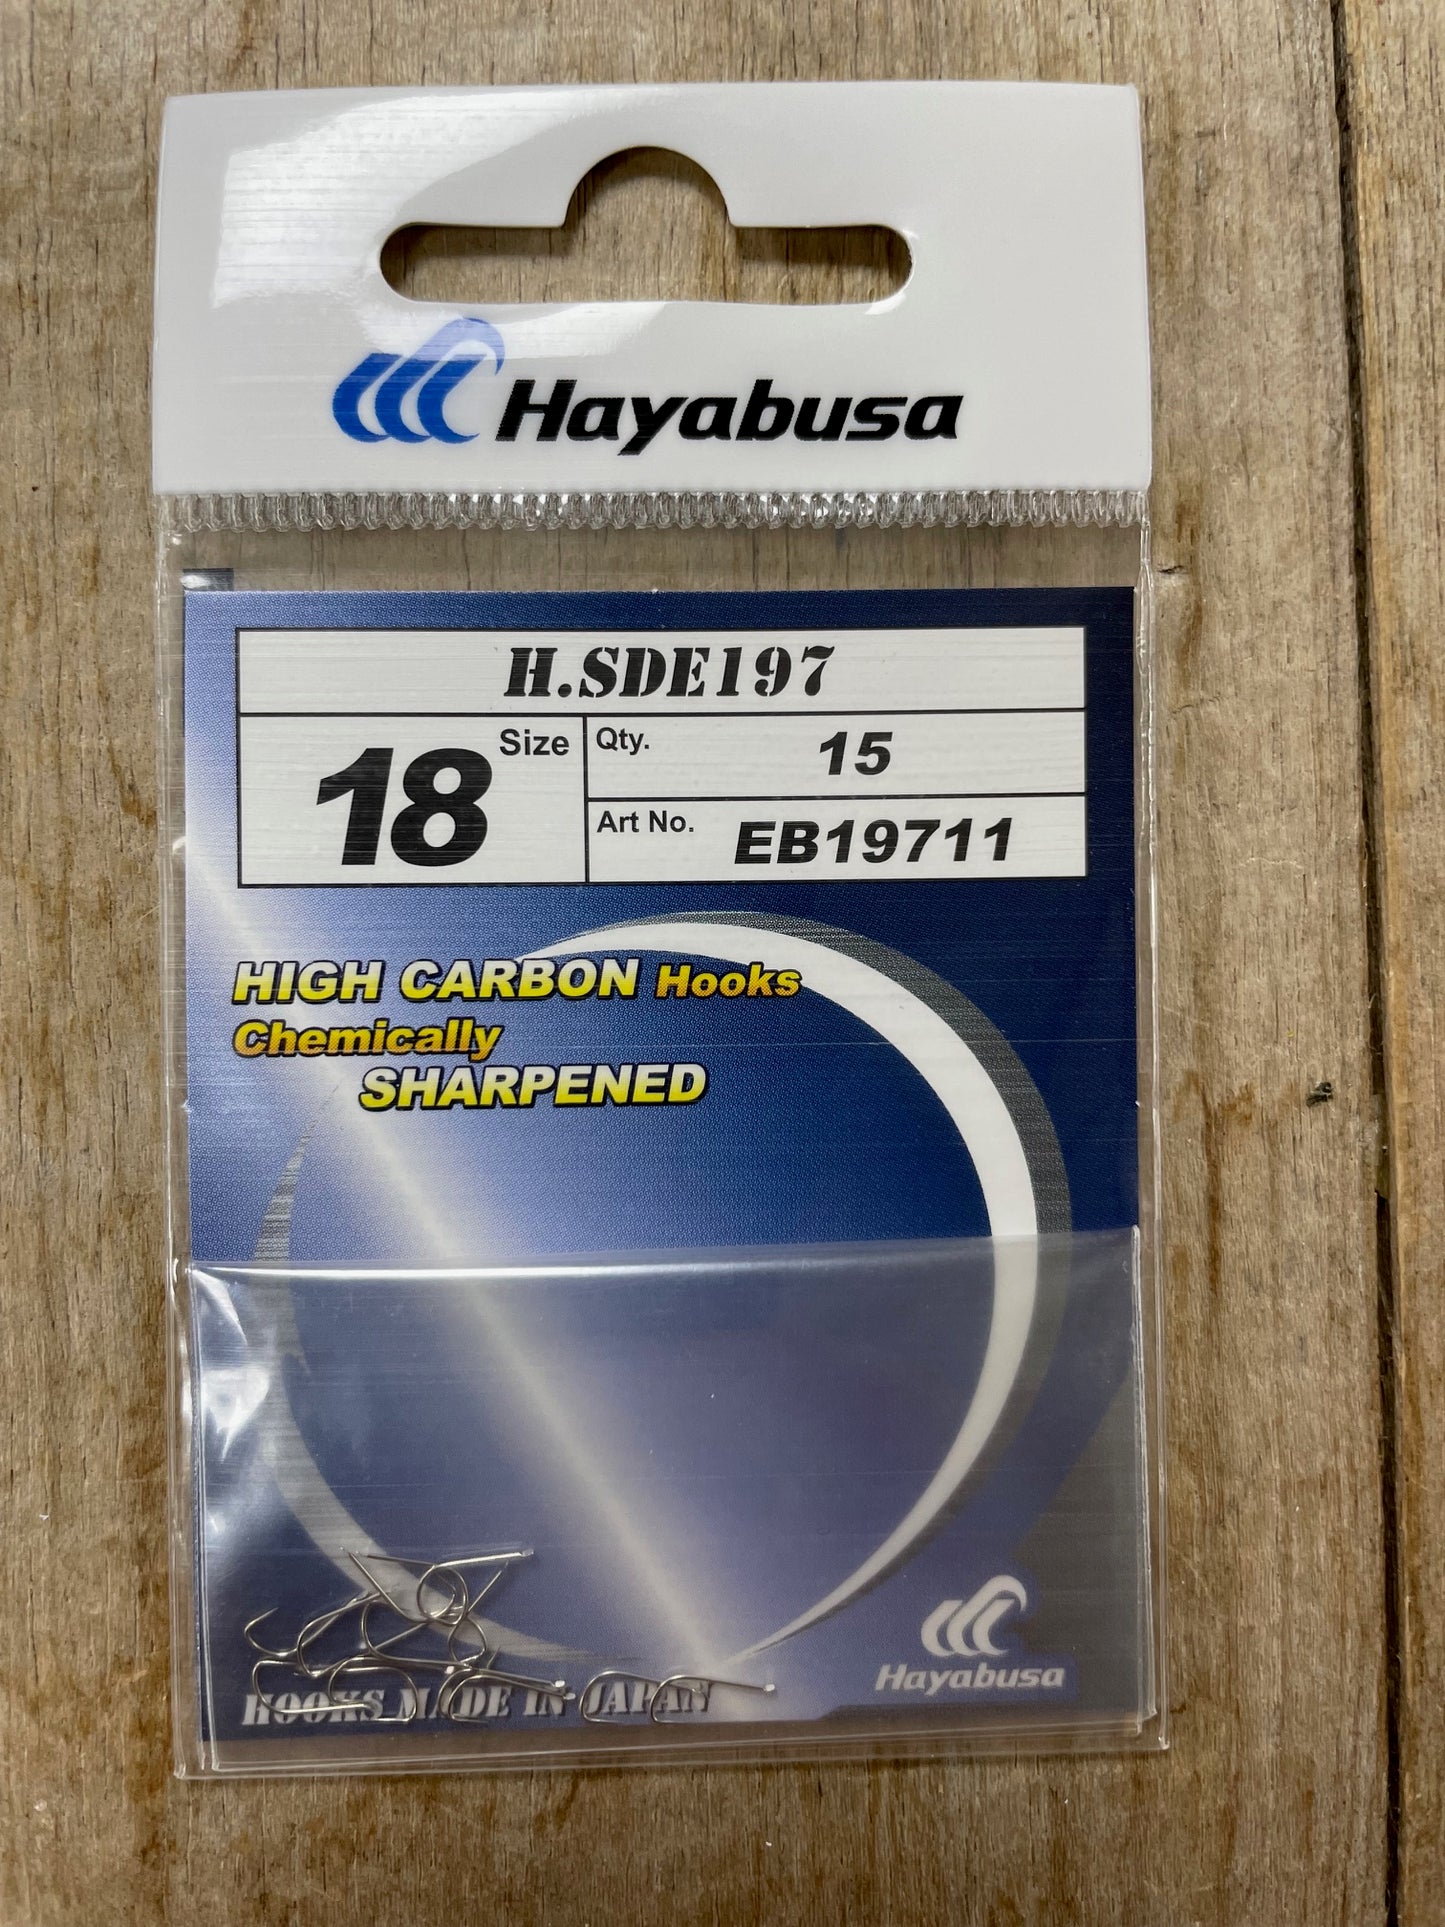 Hayabusa
H.SDE197
Size
18
Qty.
15
Art No.
EB19711
HIGH CARBON Hooks
Chemically
SHARPENED
Hayabusa
HOOKS MADE IN JAPAN